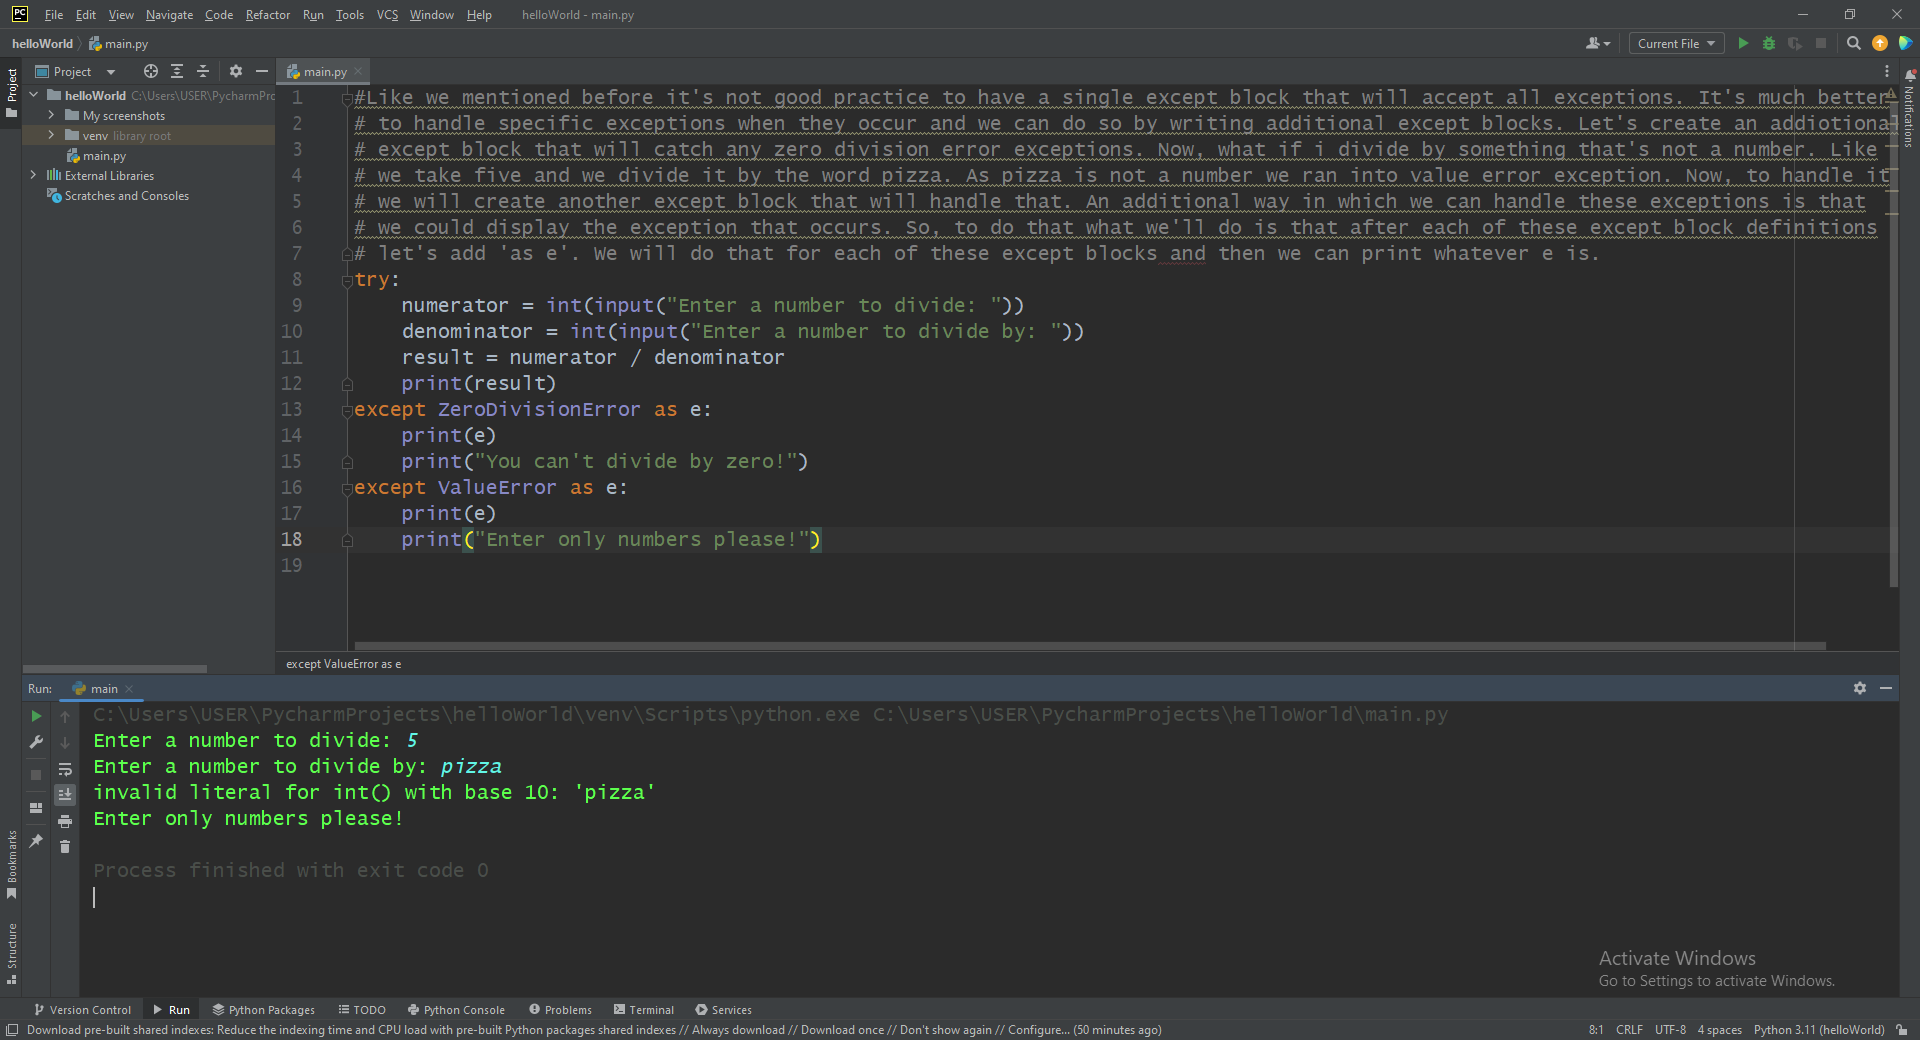 PC File Edit View Navigate Code Refactor Run Tools VCS Window Help helloWorld - main.py
helloWorld main.py Current File
Project main.py
Project
helloWorld C:\Users\USER\PycharmPro
My screenshots
venv library root
main.py
External Libraries
Scratches and Consoles
Notifications
1 #Like we mentioned before it's not good practice to have a single except block that will accept all exceptions. It's much better
2 # to handle specific exceptions when they occur and we can do so by writing additional except blocks. Let's create an addiotional
3 # except block that will catch any zero division error exceptions. Now, what if i divide by something that's not a number. Like
4 # we take five and we divide it by the word pizza. As pizza is not a number we ran into value error exception. Now, to handle it
5 # we will create another except block that will handle that. An additional way in which we can handle these exceptions is that
6 # we could display the exception that occurs. So, to do that what we'll do is that after each of these except block definitions
7 # let's add 'as e'. We will do that for each of these except blocks and then we can print whatever e is.
8 try:
9 numerator = int(input("Enter a number to divide: "))
10 denominator = int(input("Enter a number to divide by: "))
11 result = numerator / denominator
12 print(result)
13 except ZeroDivisionError as e:
14 print(e)
15 print("You can't divide by zero!")
16 except ValueError as e:
17 print(e)
18 print("Enter only numbers please!")
19
except ValueError as e
Run: main
C:\Users\USER\PycharmProjects\helloWorld\venv\Scripts\python.exe C:\Users\USER\PycharmProjects\helloWorld\main.py
Enter a number to divide: 5
Enter a number to divide by: pizza
invalid literal for int() with base 10: 'pizza'
Enter only numbers please!
Process finished with exit code 0
Bookmarks
Structure
Activate Windows
Go to Settings to activate Windows.
Version Control Run Python Packages TODO Python Console Problems Terminal Services
Download pre-built shared indexes: Reduce the indexing time and CPU load with pre-built Python packages shared indexes // Always download // Download once // Don't show again // Configure... (50 minutes ago) 8:1 CRLF UTF-8 4 spaces Python 3.11 (helloWorld)